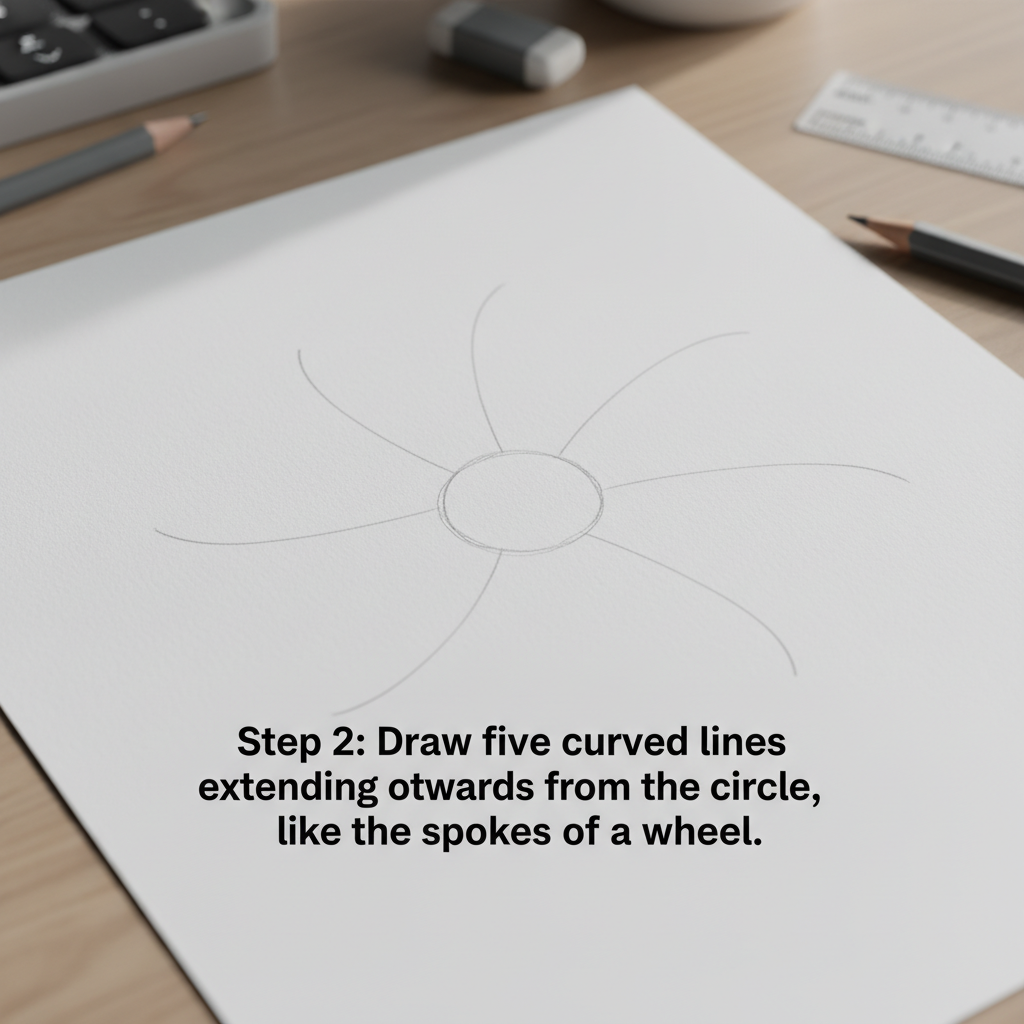 Step 2: Draw five curved lines
extending otwards from the circle,
like the spokes of a wheel.